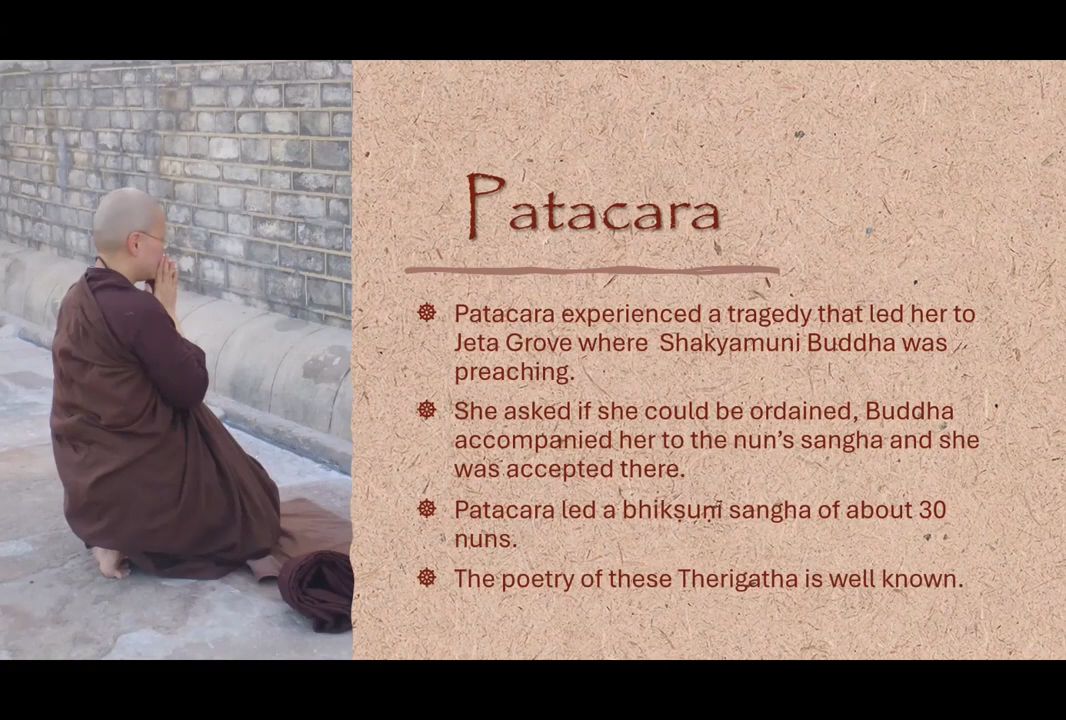 Patacara
Patacara experienced a tragedy that led her to
Jeta Grove where  Shakyamuni Buddha was
preaching.
She asked if she could be ordained, Buddha
accompanied her to the nun’s sangha and she
was accepted there.
Patacara led a bhikṣuṇī sangha of about 30
nuns.
The poetry of these Therigatha is well known.